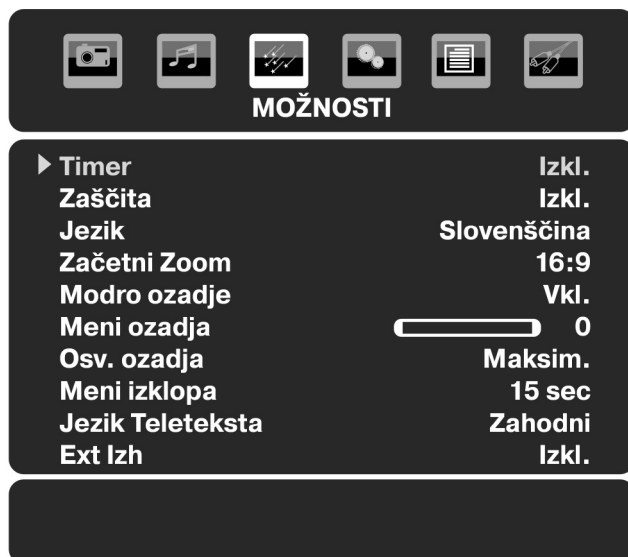 MOŽNOSTI
Timer Izkl.
Zaščita Izkl.
Jezik Slovenščina
Začetni Zoom 16:9
Modro ozadje Vkl.
Meni ozadja 0
Osv. ozadja Maksim.
Meni izklopa 15 sec
Jezik Teleteksta Zahodni
Ext Izh Izkl.